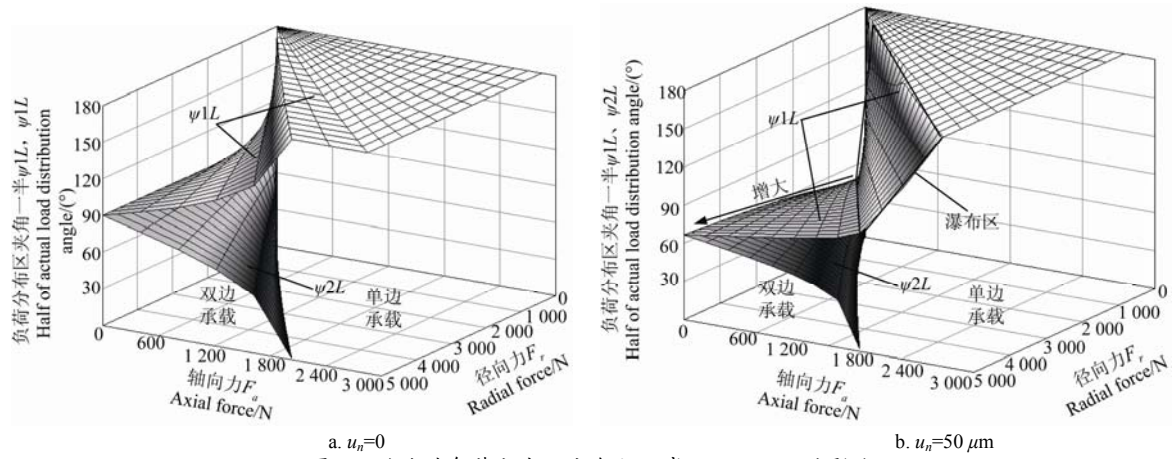 负荷分布区夹角一半ψ1L，ψ1L
Half of actual load distribution
angle/(°)
180
150
120
90
60
30
0
ψ1L
ψ2L
双边
承载
单边
承载
0
600
1 200
1 800
2 400
3 000
轴向力Fa
Axial force/N
5 000
4 000
3 000
2 000
1 000
0
径向力Fr
Radial force/N
a. un=0
负荷分布区夹角一半ψ1L、ψ2L
Half of actual load distribution angle/(°)
180
150
120
90
60
30
0
ψ1L
增大
瀑布区
ψ2L
双边
承载
单边
承载
600
1 200
1 800
2 400
3 000
轴向力Fa
Axial force/N
5 000
4 000
3 000
2 000
1 000
0
径向力Fr
Radial force/N
b. un=50 μm